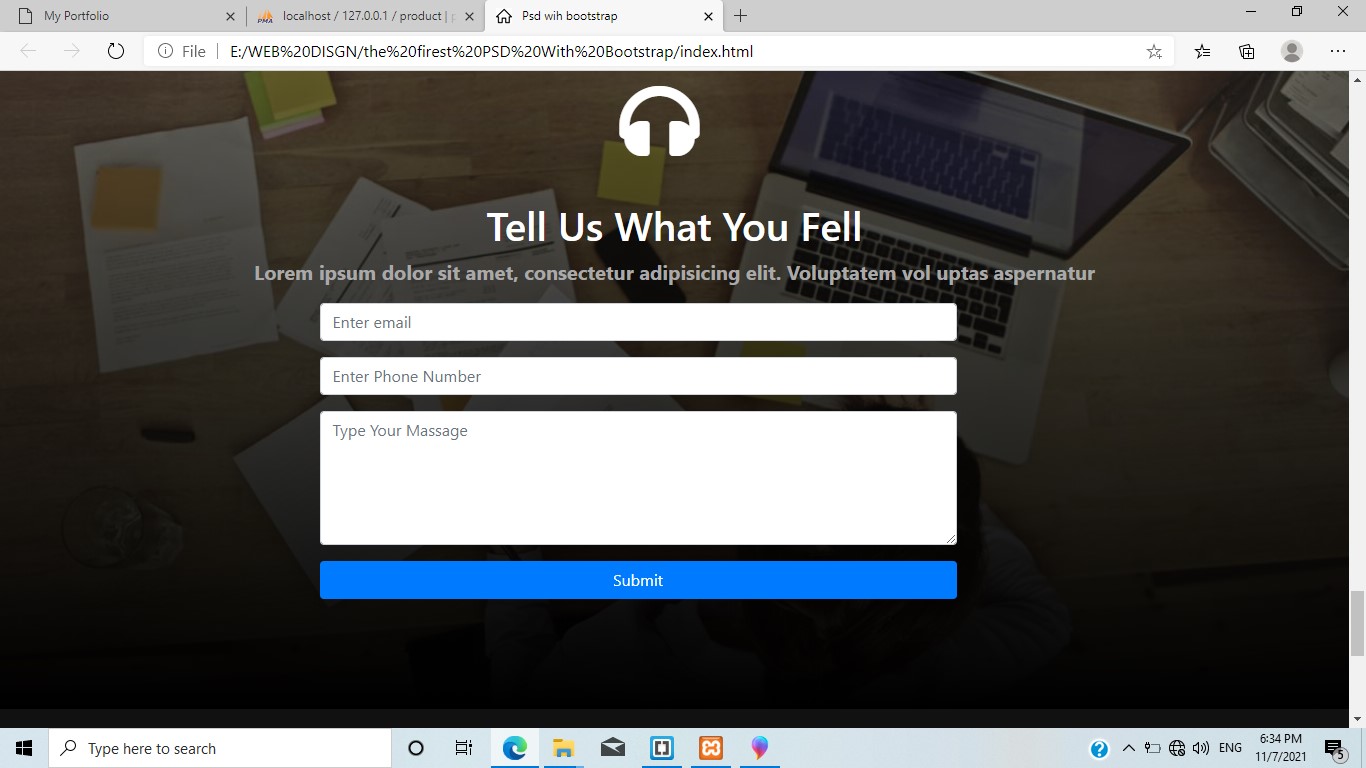 My Portfolio
localhost / 127.0.0.1 / product | p
Psd wih bootstrap
File
E:/WEB%20DISGN/the%20firest%20PSD%20With%20Bootstrap/index.html
Tell Us What You Fell
Lorem ipsum dolor sit amet, consectetur adipisicing elit. Voluptatem vol uptas aspernatur
Enter email
Enter Phone Number
Type Your Massage
Submit
Type here to search
ENG
6:34 PM
11/7/2021
5